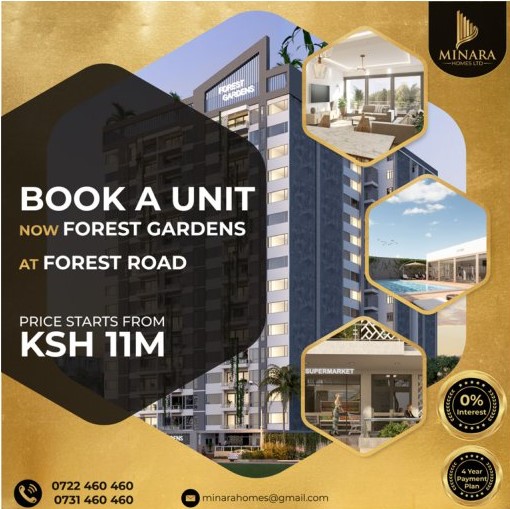 MINARA
HOMES LTD
FOREST
GARDENS
BOOK A UNIT
NOW FOREST GARDENS
AT FOREST ROAD
PRICE STARTS FROM
KSH 11M
SUPERMARKET
0%
Interest
4 Year
Payment
Plan
0722 460 460
0731 460 460
minarahomes@gmail.com